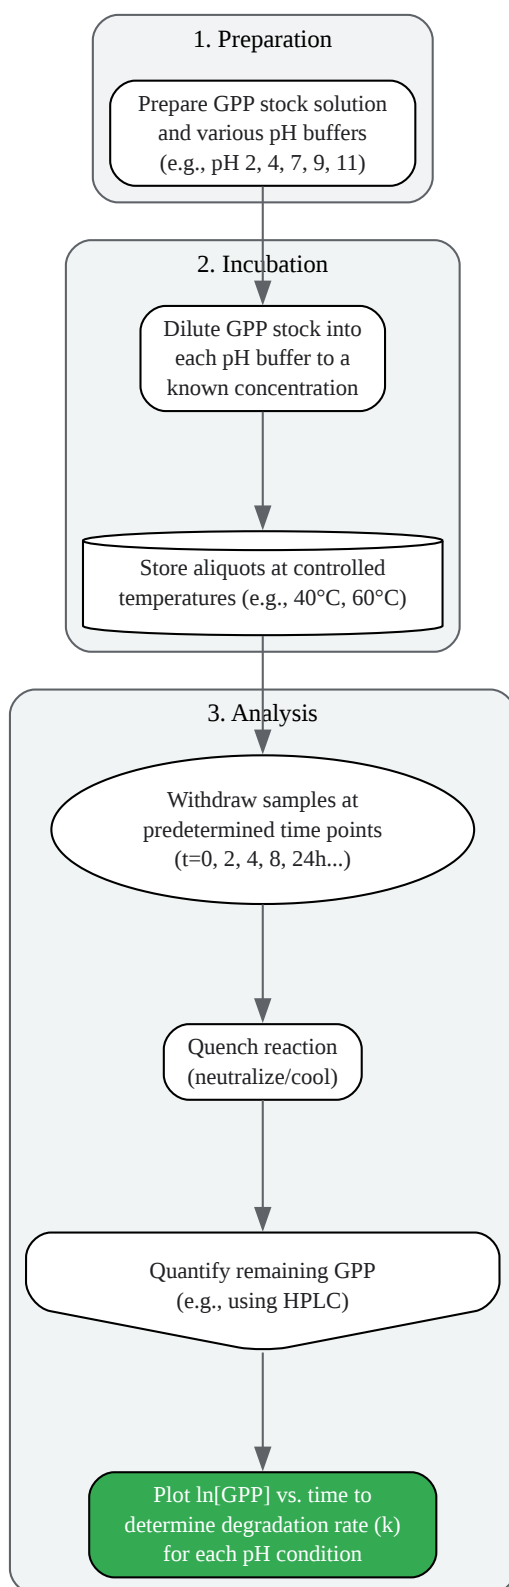 1. Preparation
Prepare GPP stock solution
and various pH buffers
(e.g., pH 2, 4, 7, 9, 11)
2. Incubation
Dilute GPP stock into
each pH buffer to a
known concentration
Store aliquots at controlled
temperatures (e.g., 40°C, 60°C)
3. Analysis
Withdraw samples at
predetermined time points
(t=0, 2, 4, 8, 24h...)
Quench reaction
(neutralize/cool)
Quantify remaining GPP
(e.g., using HPLC)
Plot ln[GPP] vs. time to
determine degradation rate (k)
for each pH condition